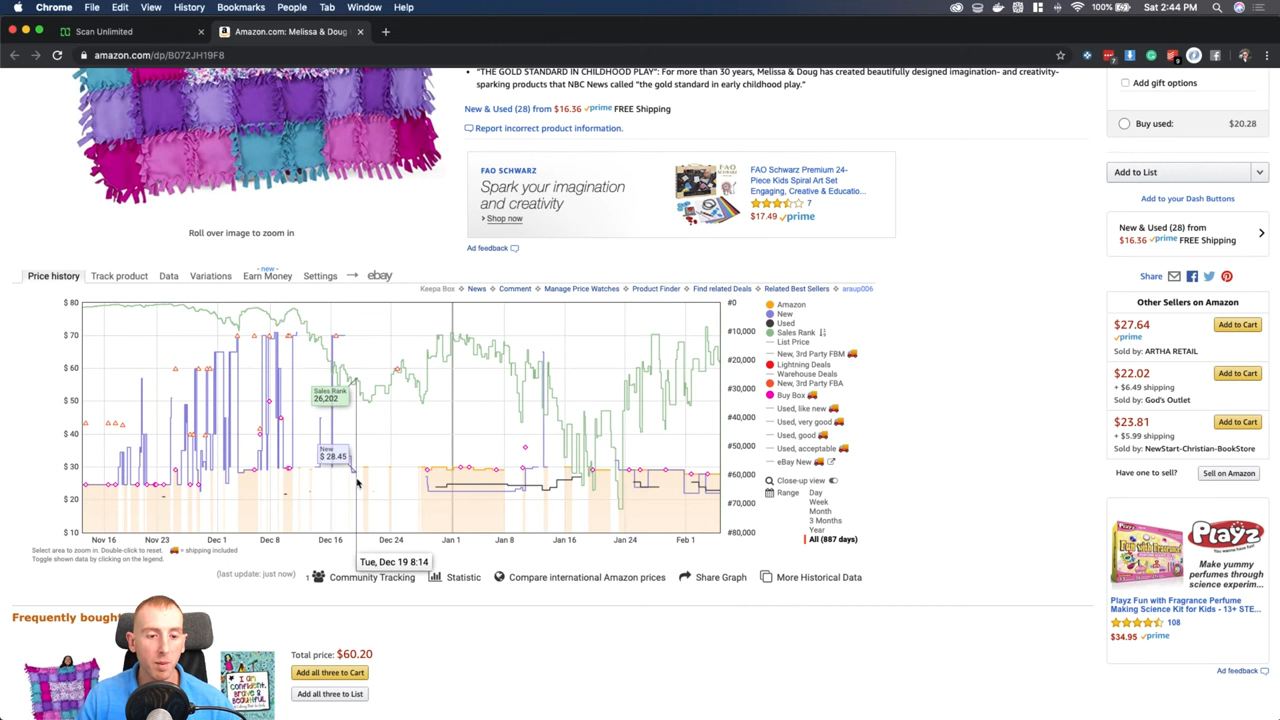 Chrome File Edit View History Bookmarks People Tab Window Help 100% Sat 2:44 PM
Scan Unlimited
Amazon.com: Melissa & Doug
amazon.com/dp/B072JH19F8
• "THE GOLD STANDARD IN CHILDHOOD PLAY": For more than 30 years, Melissa & Doug has created beautifully designed imagination- and creativity-
sparking products that NBC News called "the gold standard in early childhood play."
New & Used (28) from $16.36 prime FREE Shipping
Report incorrect product information.
FAO SCHWARZ
Spark your imagination
and creativity
› Shop now
FAO Schwarz Premium 24-
Piece Kids Spiral Art Set
Engaging, Creative & Educatio...
7
$17.49 prime
Ad feedback
Roll over image to zoom in
Add gift options
Buy used: $20.28
Add to List
Add to your Dash Buttons
New & Used (28) from
$16.36 prime FREE Shipping
Share
Other Sellers on Amazon
$27.64 Add to Cart
prime
Sold by: ARTHA RETAIL
$22.02 Add to Cart
+ $6.49 shipping
Sold by: God's Outlet
$23.81 Add to Cart
+ $5.99 shipping
Sold by: NewStart-Christian-BookStore
Have one to sell? Sell on Amazon
Price history Track product Data Variations - new - Earn Money Settings → ebay
Keepa Box News Comment Manage Price Watches Product Finder Find related Deals Related Best Sellers araup006
$ 80
$ 70
$ 60
$ 50
$ 40
$ 30
$ 20
$ 10
#0
#10,000
#20,000
#30,000
#40,000
#50,000
#60,000
#70,000
#80,000
Sales Rank
26,202
New
$ 28.45
Nov 16 Nov 23 Dec 1 Dec 8 Dec 16 Dec 24 Jan 1 Jan 8 Jan 16 Jan 24 Feb 1
Tue, Dec 19 8:14
Amazon
New
Used
Sales Rank
List Price
New, 3rd Party FBM
Lightning Deals
Warehouse Deals
New, 3rd Party FBA
Buy Box
Used, like new
Used, very good
Used, good
Used, acceptable
eBay New
Close-up view
Range Day
Week
Month
3 Months
Year
All (887 days)
Select area to zoom in. Double-click to reset. = shipping included
Toggle shown data by clicking on the legend.
(last update: just now) 1 Community Tracking Statistic Compare international Amazon prices Share Graph More Historical Data
Frequently bought
Total price: $60.20
Add all three to Cart
Add all three to List
I am
CONFIDENT,
BRAVE &
BEAUTIFUL
PLAYZ
Fun with Fragrance
PLAYZ
Make yummy
perfumes through
science experim...
Playz Fun with Fragrance Perfume
Making Science Kit for Kids - 13+ STE...
108
$34.95 prime
Ad feedback